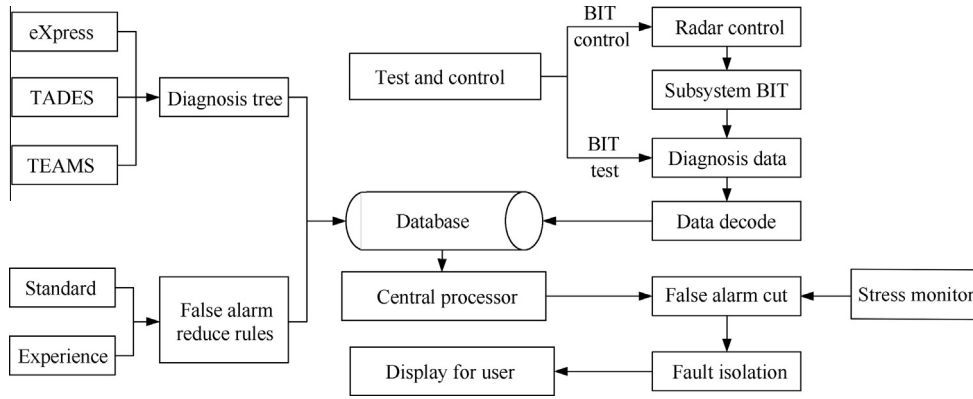 eXpress
TADES
TEAMS
Diagnosis tree
Standard
Experience
False alarm
reduce rules
Test and control
BIT
control
BIT
test
Radar control
Subsystem BIT
Diagnosis data
Data decode
Database
Central processor
False alarm cut
Stress monitor
Fault isolation
Display for user